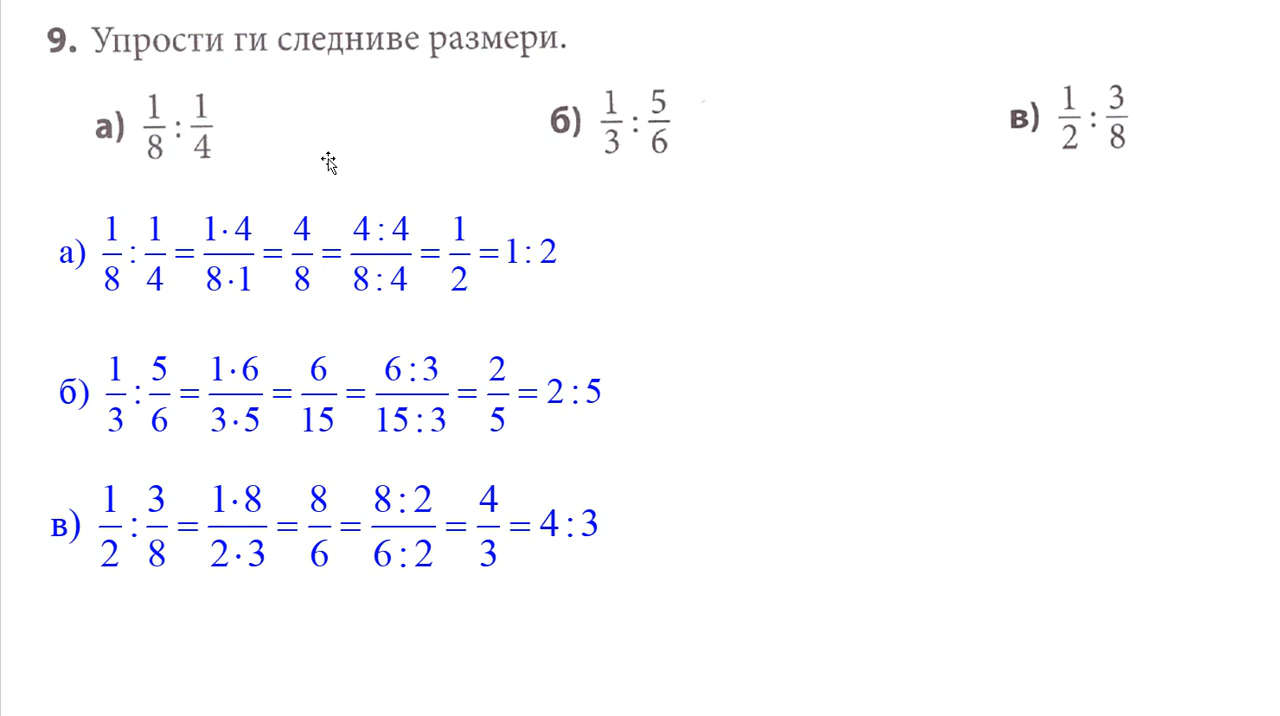 9. Упрости ги следниве размери.
а) 1/8 : 1/4 б) 1/3 : 5/6 в) 1/2 : 3/8
а) 1/8 : 1/4 = 1·4/8·1 = 4/8 = 4:4/8:4 = 1/2 = 1:2
б) 1/3 : 5/6 = 1·6/3·5 = 6/15 = 6:3/15:3 = 2/5 = 2:5
в) 1/2 : 3/8 = 1·8/2·3 = 8/6 = 8:2/6:2 = 4/3 = 4:3